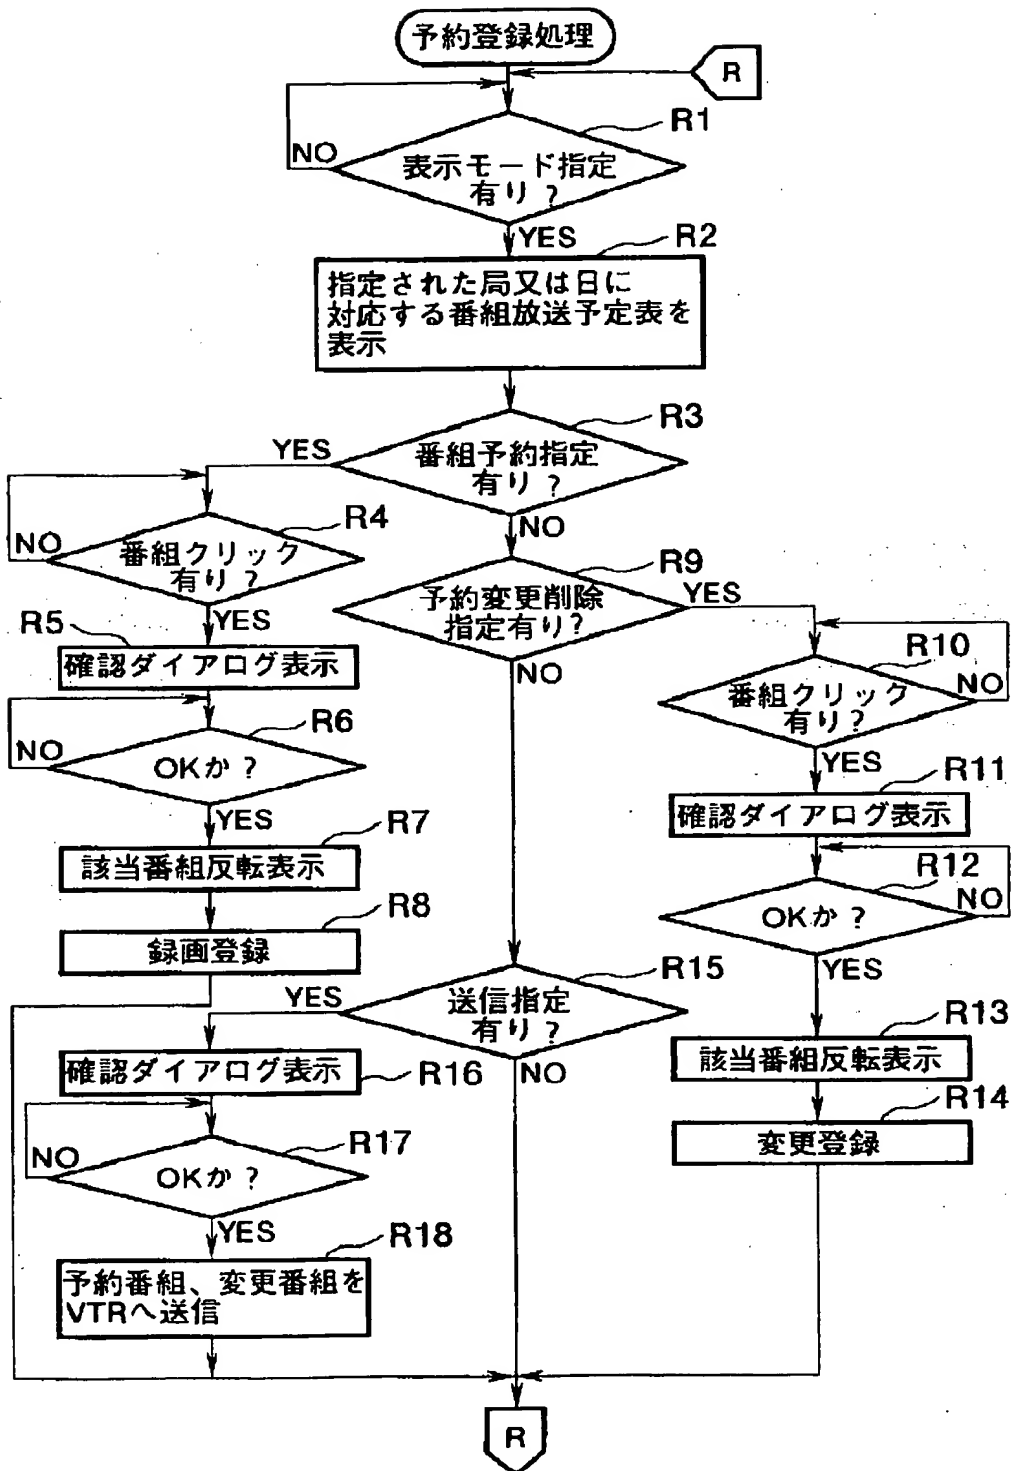 予約登録処理
R
R1
NO
表示モード指定
有り?
YES
R2
指定された局又は日に
対応する番組放送予定表を
表示
R3
YES
番組予約指定
有り?
NO
R4
NO
番組クリック
有り?
YES
R5
確認ダイアログ表示
R6
NO
OKか?
YES
R7
該当番組反転表示
R8
録画登録
R9
予約変更削除
指定有り?
YES
NO
R10
番組クリック
有り?
NO
YES
R11
確認ダイアログ表示
R12
OKか?
NO
YES
R13
該当番組反転表示
R14
変更登録
R15
YES
送信指定
有り?
NO
確認ダイアログ表示
R16
R17
NO
OKか?
YES
R18
予約番組、変更番組を
VTRへ送信
R